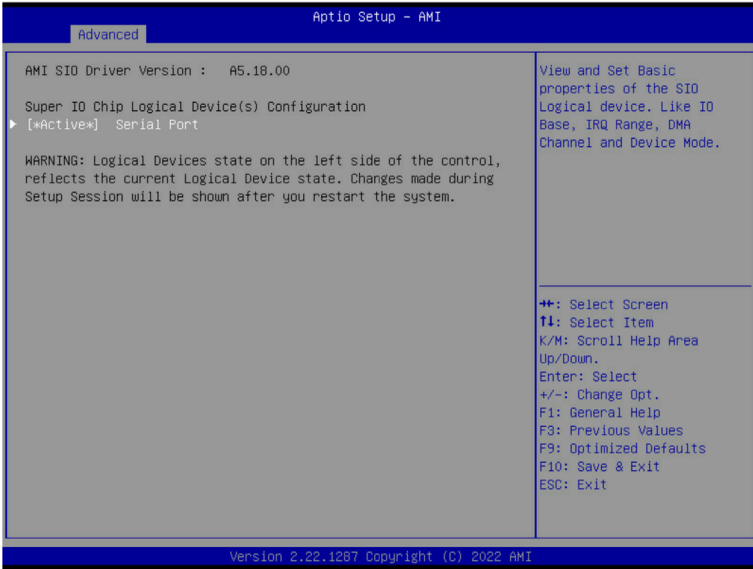 Aptio Setup – AMI
Advanced
AMI SIO Driver Version : A5.18.00
Super IO Chip Logical Device(s) Configuration
[*Active*] Serial Port
WARNING: Logical Devices state on the left side of the control,
reflects the current Logical Device state. Changes made during
Setup Session will be shown after you restart the system.
View and Set Basic
properties of the SIO
Logical device. Like IO
Base, IRQ Range, DMA
Channel and Device Mode.
→←: Select Screen
↑↓: Select Item
K/M: Scroll Help Area
Up/Down.
Enter: Select
+/-: Change Opt.
F1: General Help
F3: Previous Values
F9: Optimized Defaults
F10: Save & Exit
ESC: Exit
Version 2.22.1287 Copyright (C) 2022 AMI